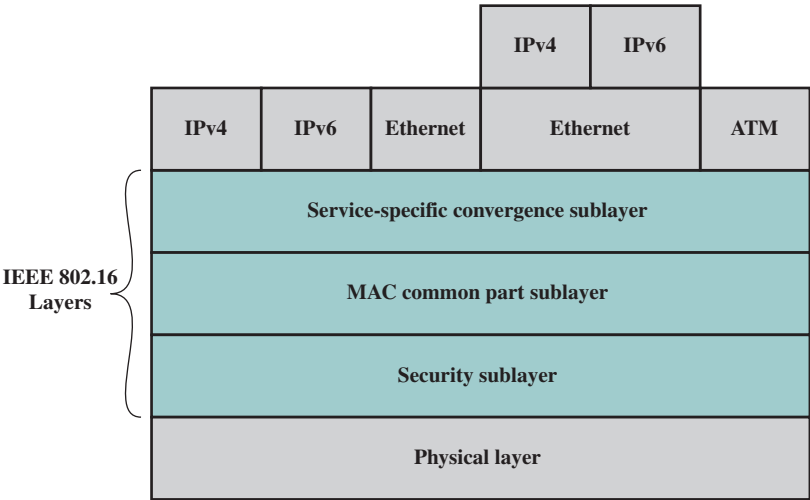 IPv4 IPv6
IPv4 IPv6 Ethernet Ethernet ATM
Service-specific convergence sublayer
IEEE 802.16
Layers
MAC common part sublayer
Security sublayer
Physical layer